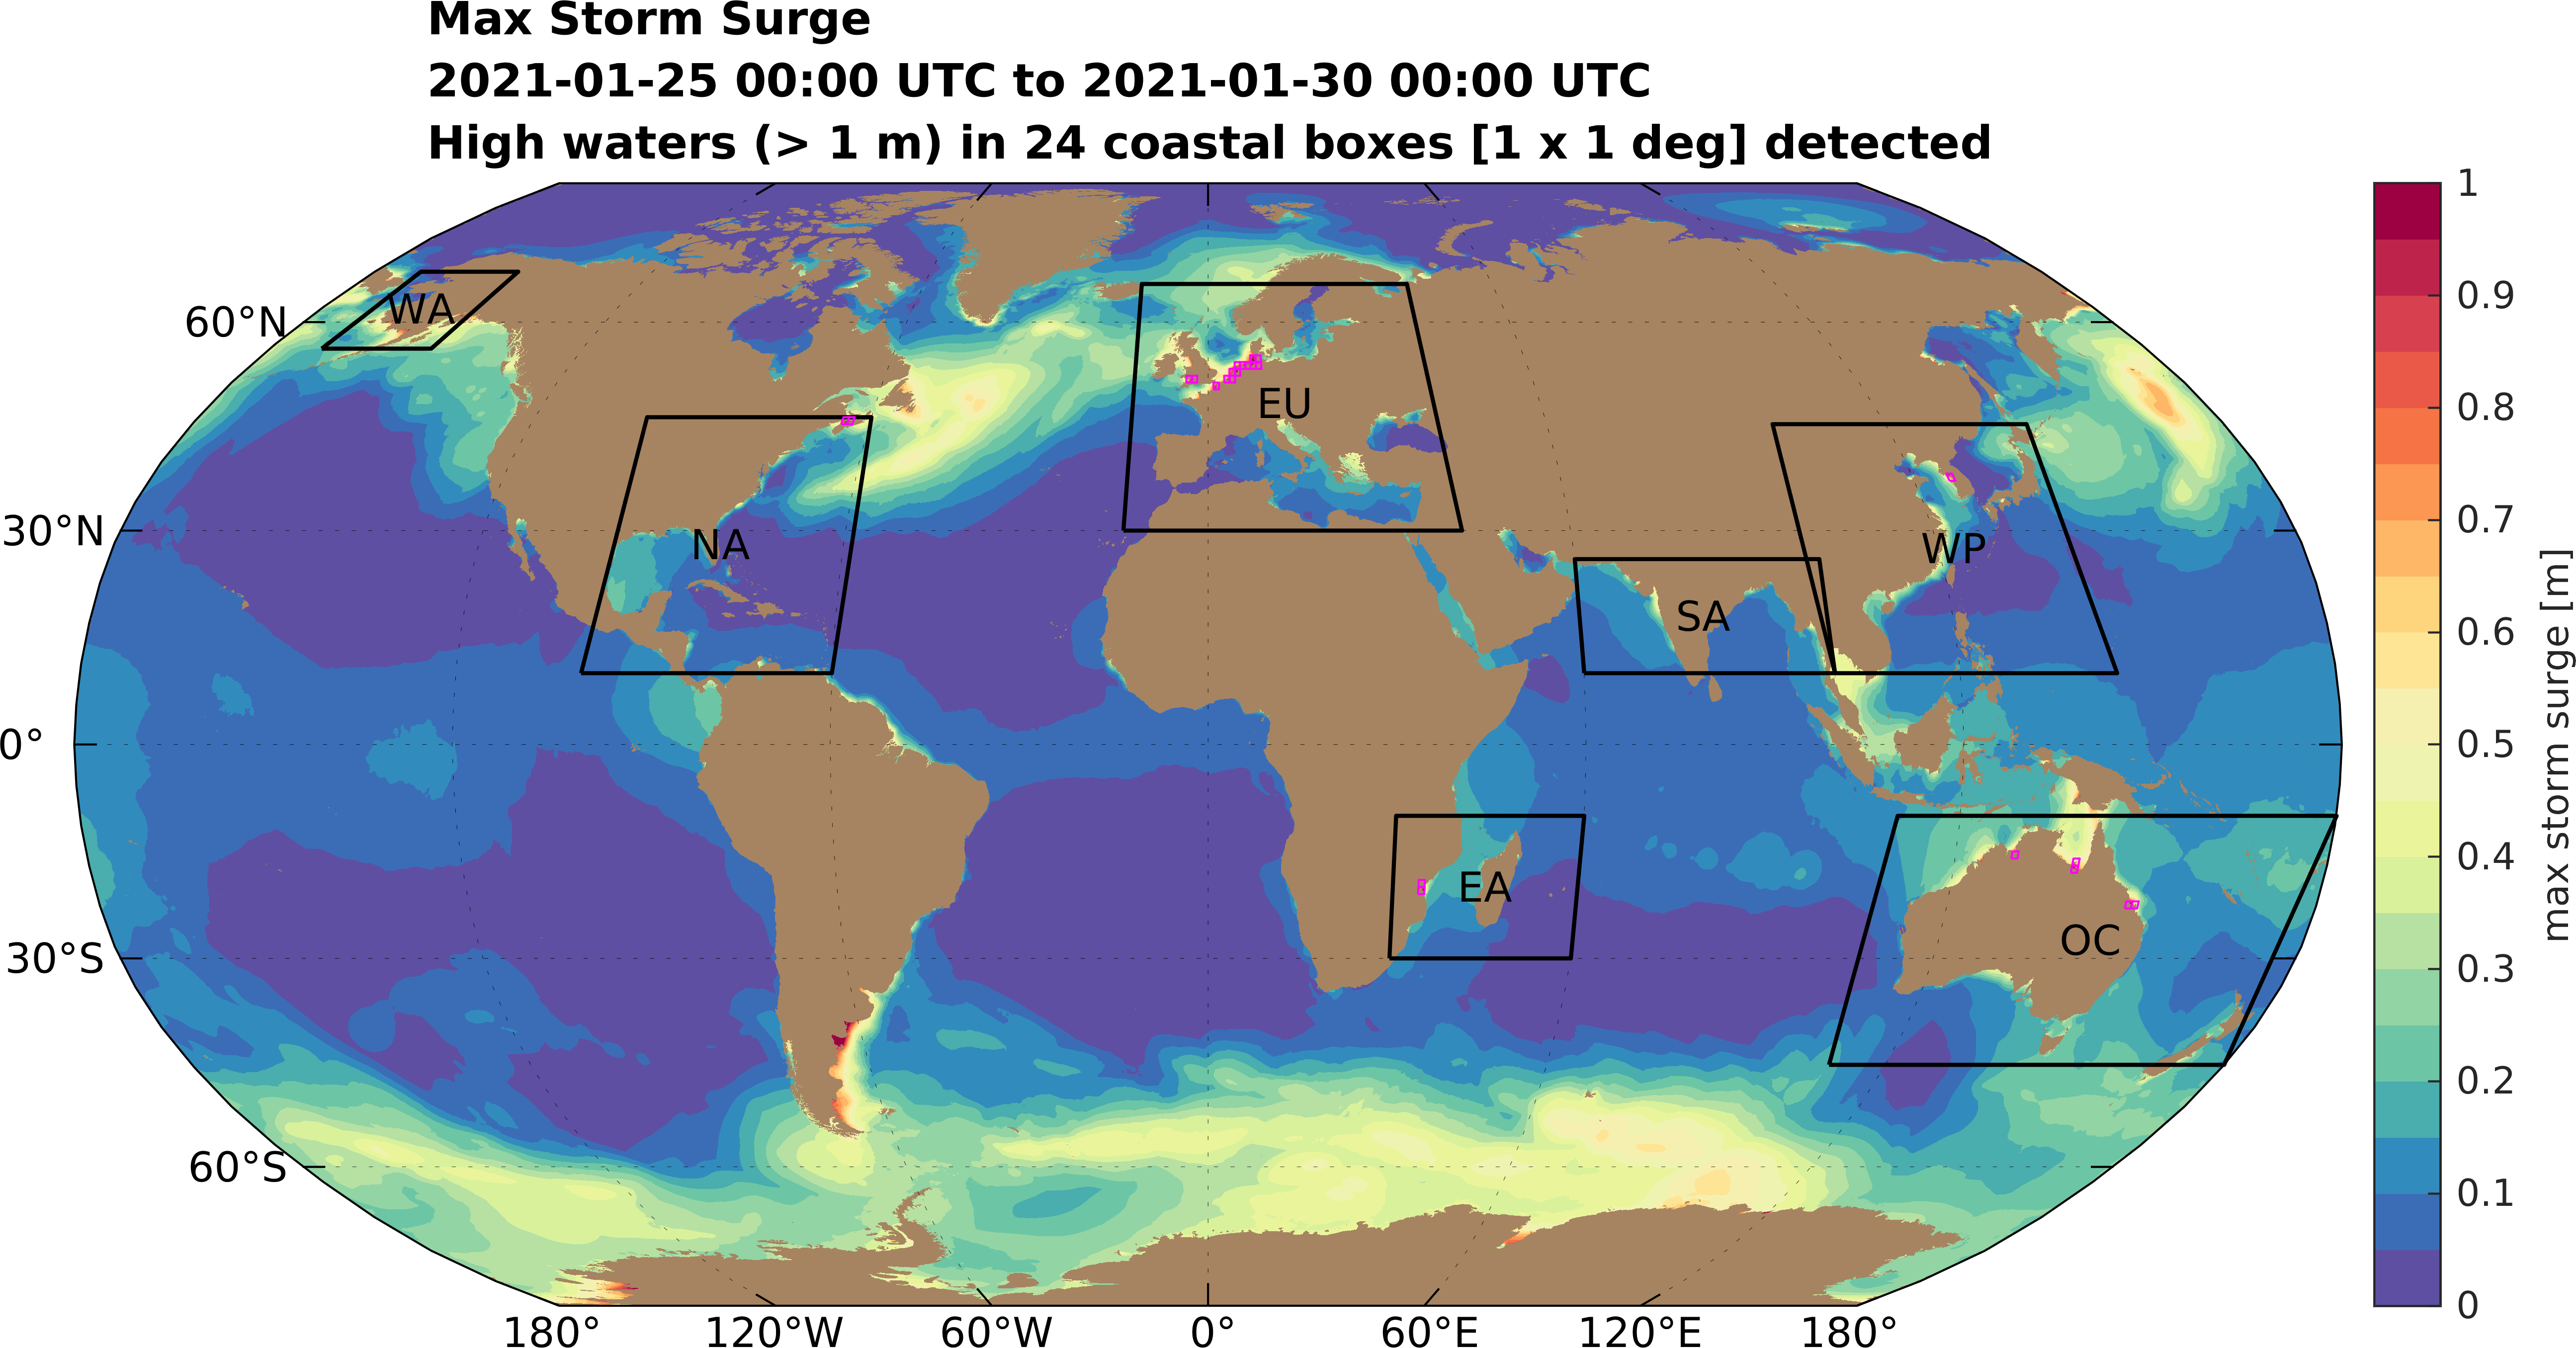 Max Storm Surge
2021-01-25 00:00 UTC to 2021-01-30 00:00 UTC
High waters (> 1 m) in 24 coastal boxes [1 x 1 deg] detected
WA
60°N
EU
30°N
NA
WP
SA
0°
EA
OC
30°S
60°S
180° 120°W 60°W 0° 60°E 120°E 180°
1
0.9
0.8
0.7
0.6
0.5
0.4
0.3
0.2
0.1
0
max storm surge [m]